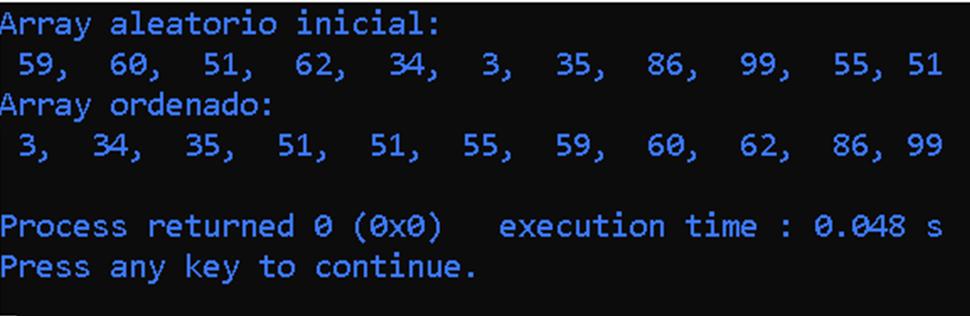 Array aleatorio inicial:
59, 60, 51, 62, 34, 3, 35, 86, 99, 55, 51
Array ordenado:
3, 34, 35, 51, 51, 55, 59, 60, 62, 86, 99
Process returned 0 (0x0) execution time : 0.048 s
Press any key to continue.